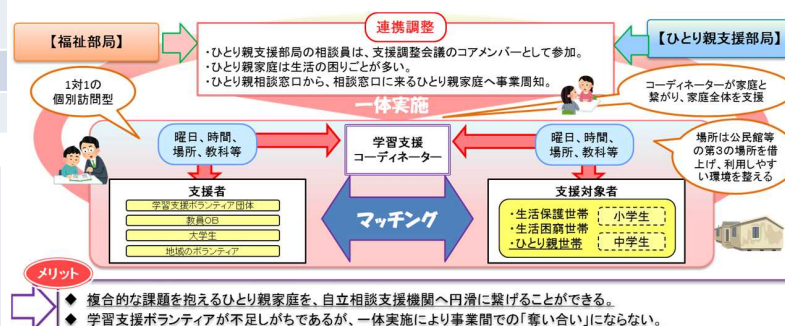 連携調整
【福祉部局】
【ひとり親支援部局】
・ひとり親支援部局の相談員は、支援調整会議のコアメンバーとして参加。
・ひとり親家庭は生活の困りごとが多い。
・ひとり親相談窓口から、相談窓口に来るひとり親家庭へ事業周知。
一体実施
1対1の
個別訪問型
コーディネーターが家庭と
繋がり、家庭全体を支援
曜日、時間、
場所、教科等
学習支援
コーディネーター
曜日、時間、
場所、教科等
場所は公民館等
の第3の場所を借
上げ、利用しやす
い環境を整える
支援者
学習支援ボランティア団体
教員OB
大学生
地域のボランティア
マッチング
支援対象者
・生活保護世帯
・生活困窮世帯
・ひとり親世帯
小学生
中学生
メリット
◆ 複合的な課題を抱えるひとり親家庭を、自立相談支援機関へ円滑に繋げることができる。
◆ 学習支援ボランティアが不足しがちであるが、一体実施により事業間での「奪い合い」にならない。